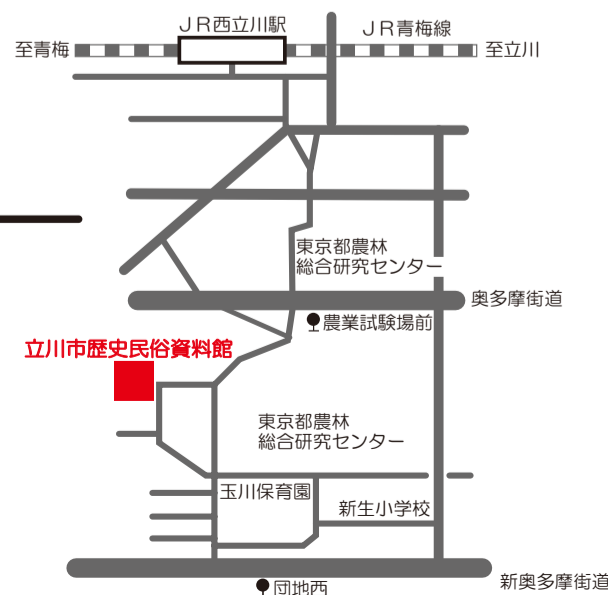 JR西立川駅
JR青梅線
至青梅
至立川
東京都農林
総合研究センター
奥多摩街道
農業試験場前
立川市歴史民俗資料館
東京都農林
総合研究センター
玉川保育園
新生小学校
新奥多摩街道
団地西